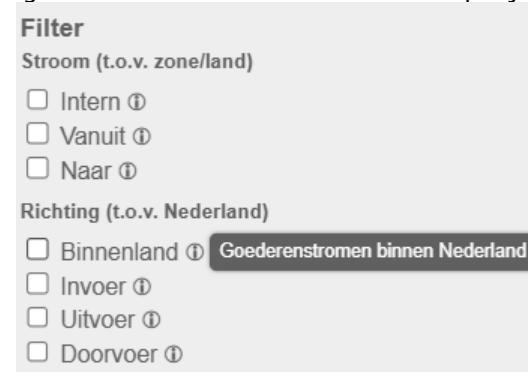 Filter
Stroom (t.o.v. zone/land)
Intern
Vanuit
Naar
Richting (t.o.v. Nederland)
Binnenland Goederenstromen binnen Nederland
Invoer
Uitvoer
Doorvoer